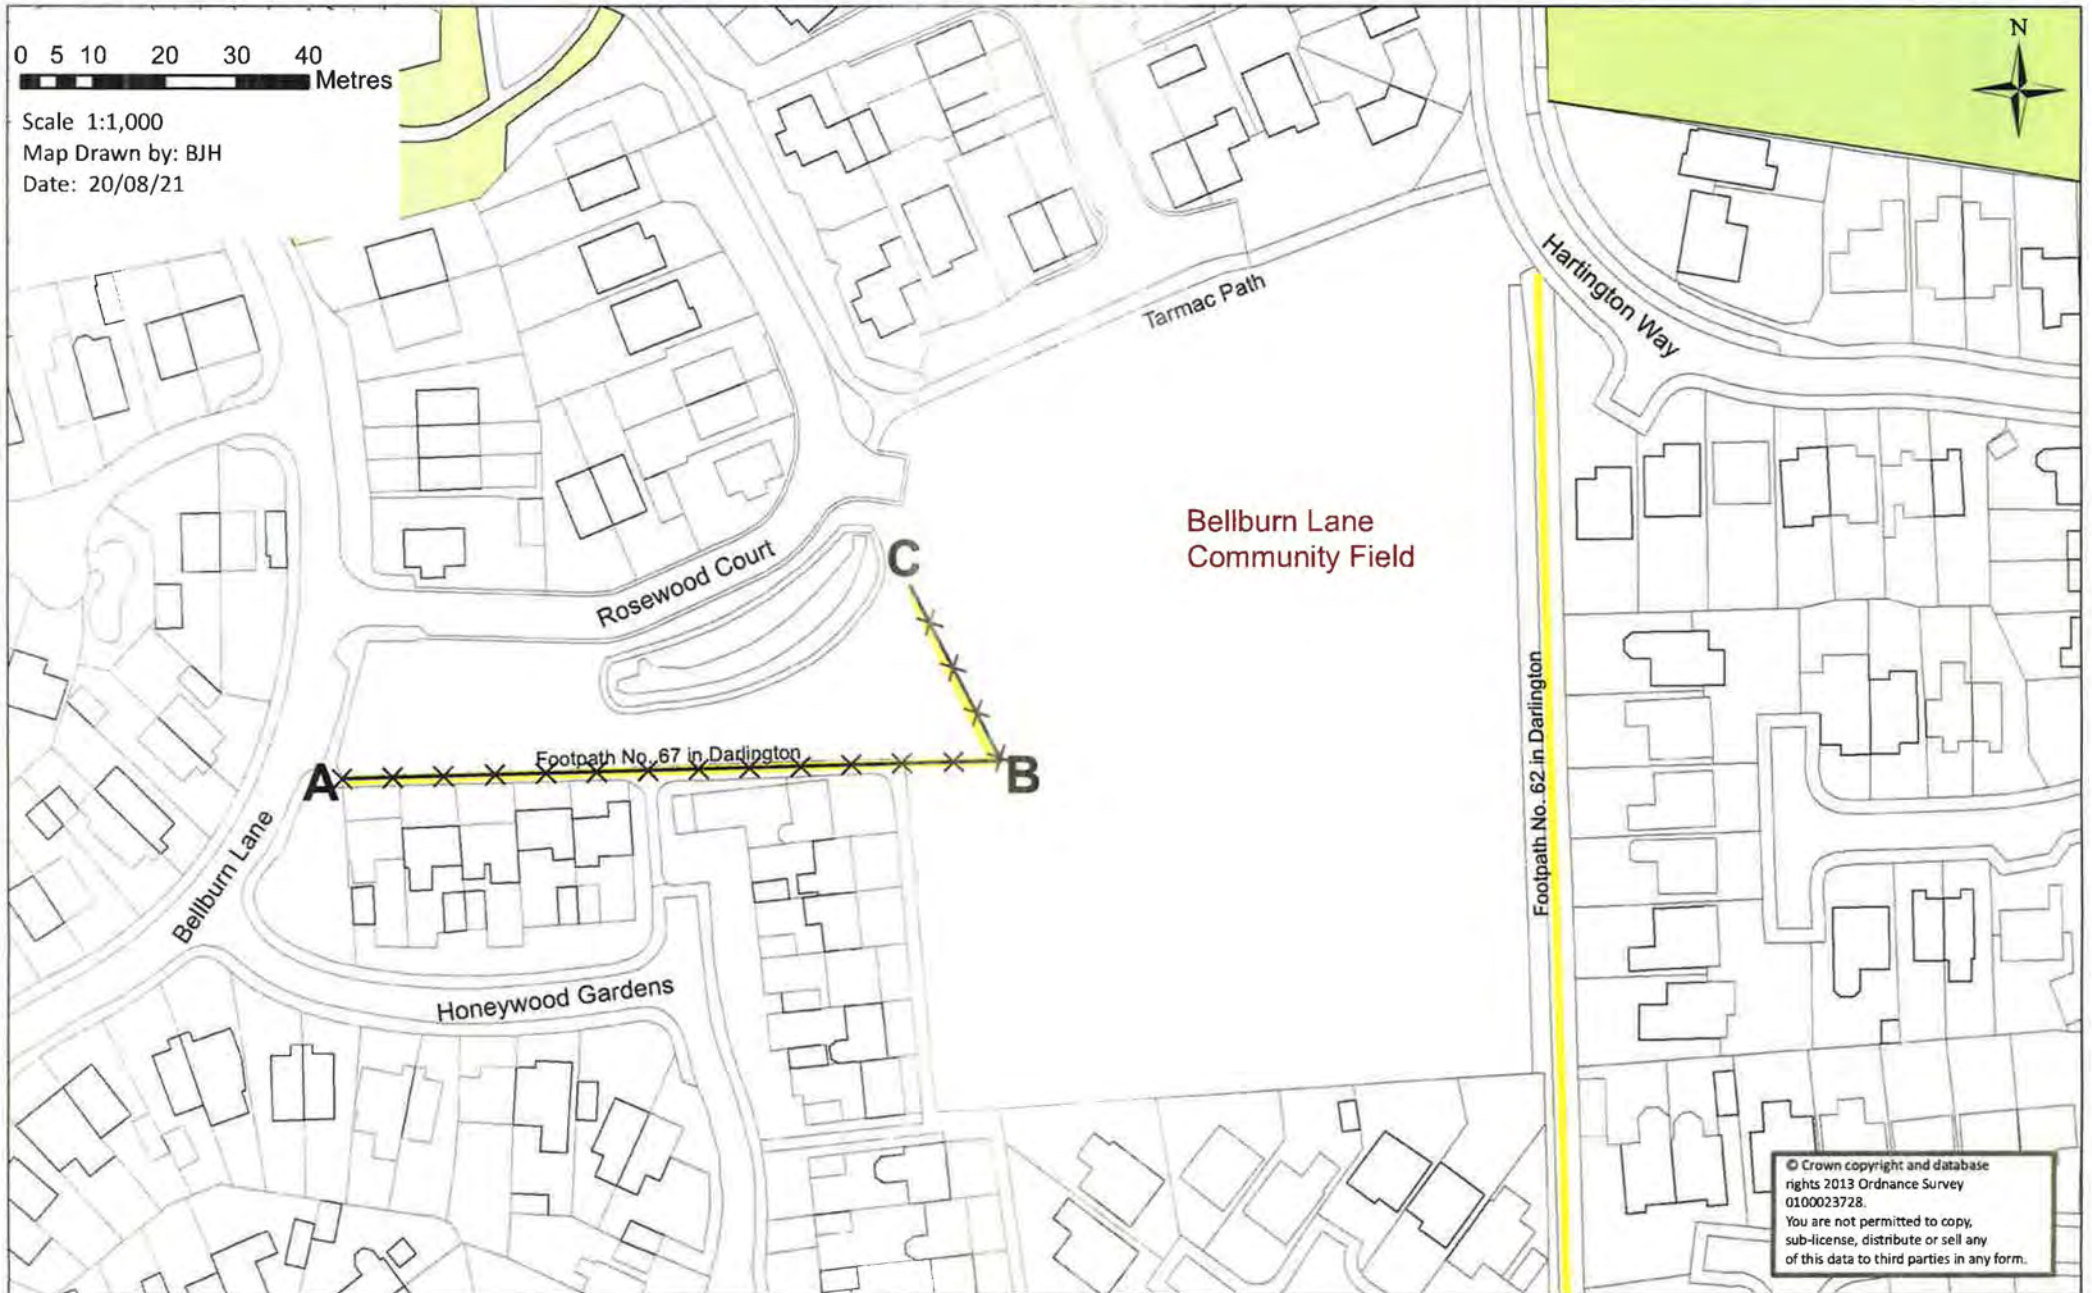 0 5 10 20 30 40
Metres
Scale 1:1,000
Map Drawn by: BJH
Date: 20/08/21
N
Hartington Way
Tarmac Path
Bellburn Lane
Community Field
C
Rosewood Court
Footpath No. 67 in Darlington
A
B
Footpath No. 62 in Darlington
Bellburn Lane
Honeywood Gardens
© Crown copyright and database
rights 2013 Ordnance Survey
0100023728.
You are not permitted to copy,
sub-license, distribute or sell any
of this data to third parties in any form.